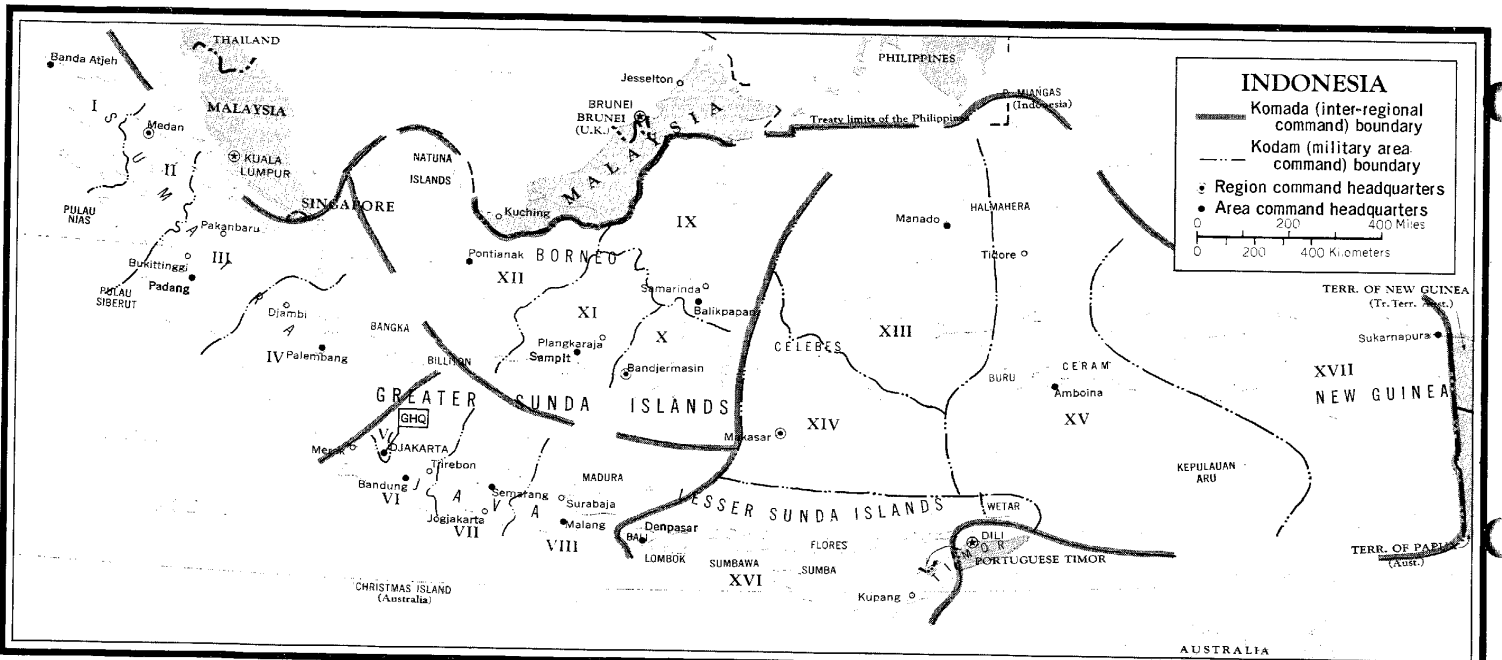 THAILAND
Banda Atjeh
I
SUMATRA
MALAYSIA
Medan
II
KUALA
LUMPUR
PULAU
NIAS
SINGAPORE
Pakanbaru
III
Bukittinggi
Padang
PULAU
SIBERUT
Djambi
IV
Palembang
BANGKA
BILLITON
NATUNA
ISLANDS
Jesselton
BRUNEI
BRUNEI
(U.K.)
MALAYSIA
Kuching
PHILIPPINES
P. MIANGAS
(Indonesia)
Treaty limits of the Philippines
INDONESIA
Komada (inter-regional
command) boundary
Kodam (military area
command) boundary
Region command headquarters
Area command headquarters
0 200 400 Miles
0 200 400 Kilometers
IX
BORNEO
Pontianak
XII
XI
X
Samarinda
Balikpapan
Plangkaraja
Sampit
Bandjermasin
GREATER SUNDA ISLANDS
GHQ
V
Merak
DJAKARTA
Tjirebon
Bandung
VI
JAVA
Semarang
Jogjakarta
VII
MADURA
Surabaja
Malang
VIII
CHRISTMAS ISLAND
(Australia)
Manado
HALMAHERA
Tidore
XIII
CELEBES
Makasar
XIV
BURU
CERAM
Amboina
XV
LESSER SUNDA ISLANDS
WETAR
Denpasar
BALI
LOMBOK
SUMBAWA
XVI
FLORES
SUMBA
DILI
TIMOR
PORTUGUESE TIMOR
Kupang
KEPULAUAN
ARU
TERR. OF NEW GUINEA
(Tr. Terr. Aust.)
Sukarnapura
XVII
NEW GUINEA
TERR. OF PAPUA
(Aust.)
AUSTRALIA